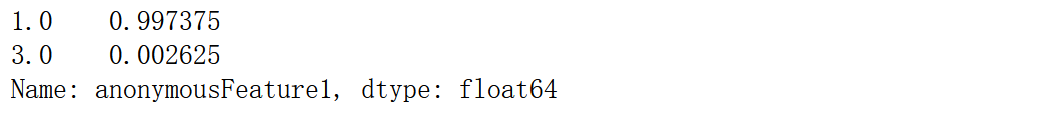 1.0    0.997375
3.0    0.002625
Name: anonymousFeature1, dtype: float64